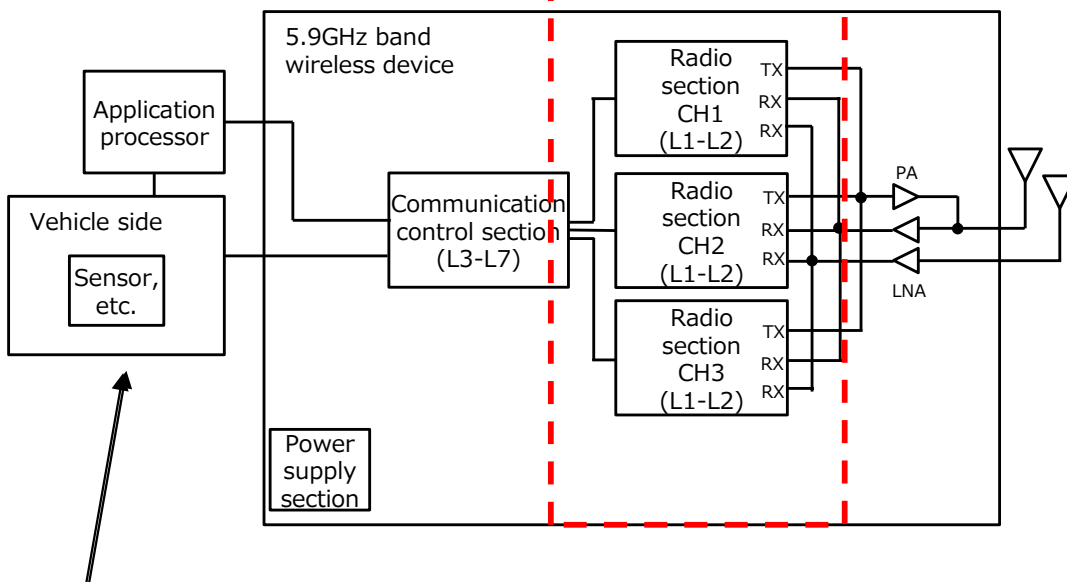 5.9GHz band
wireless device
Application
processor
Vehicle side
Sensor,
etc.
Communication
control section
(L3-L7)
Power
supply
section
Radio
section
CH1
(L1-L2)
TX
RX
RX
Radio
section
CH2
(L1-L2)
TX
RX
RX
Radio
section
CH3
(L1-L2)
TX
RX
RX
PA
LNA